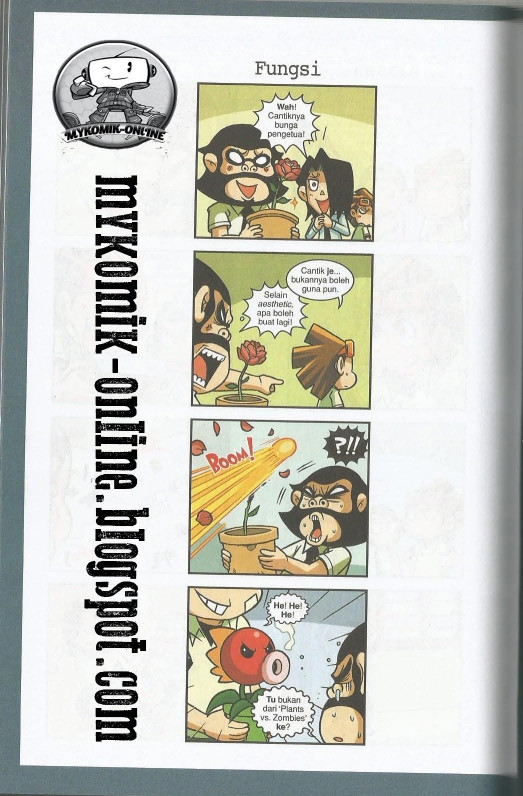 MYKOMIK-ONLINE
mykomik-online.blogspot.com
Fungsi
Wah!
Cantiknya
bunga
pengetua!
Cantik je...
bukannya boleh
guna pun.
Selain
aesthetic,
apa boleh
buat lagi!
BOOM!
?!!
He! He!
He!
Tu bukan
dari 'Plants
vs. Zombies'
ke?